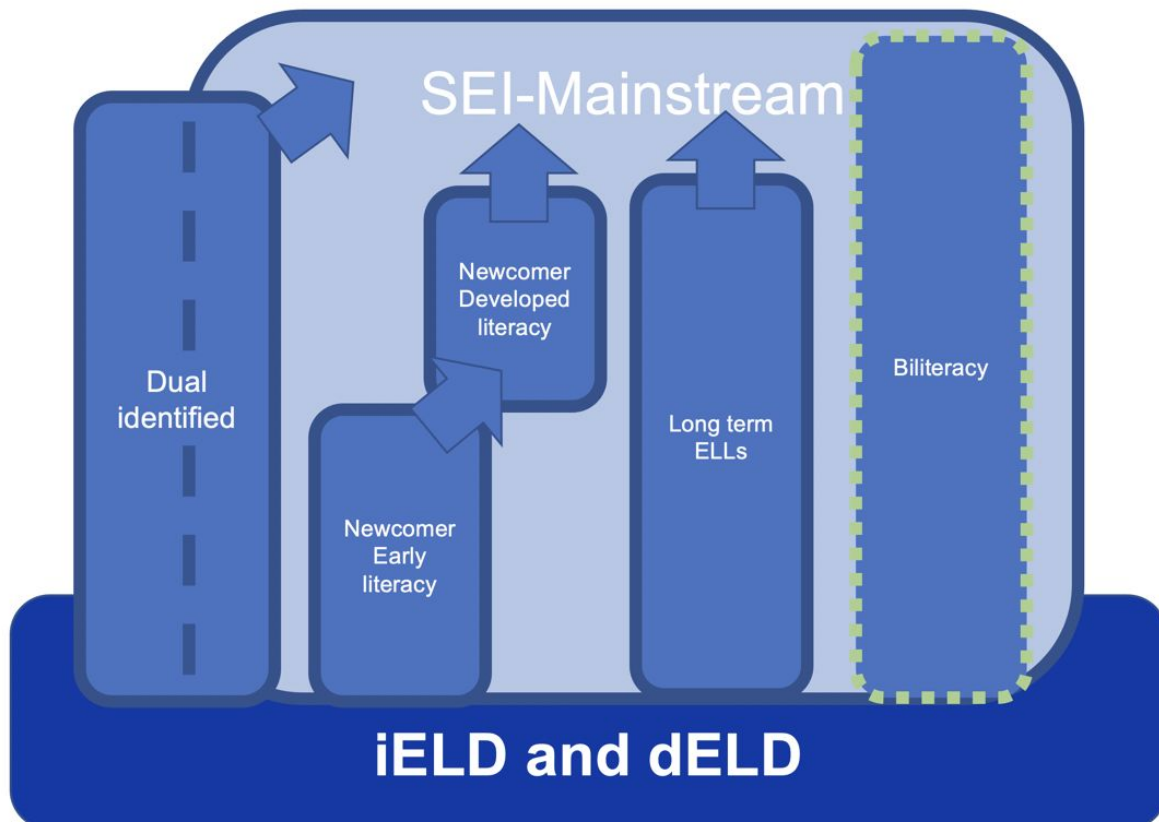 SEI-Mainstream
Dual
identified
Newcomer
Early
literacy
Newcomer
Developed
literacy
Long term
ELLs
Biliteracy
iELD and dELD